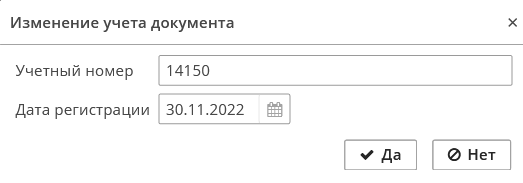 Изменение учета документа
Учетный номер 14150
Дата регистрации 30.11.2022
Да Нет